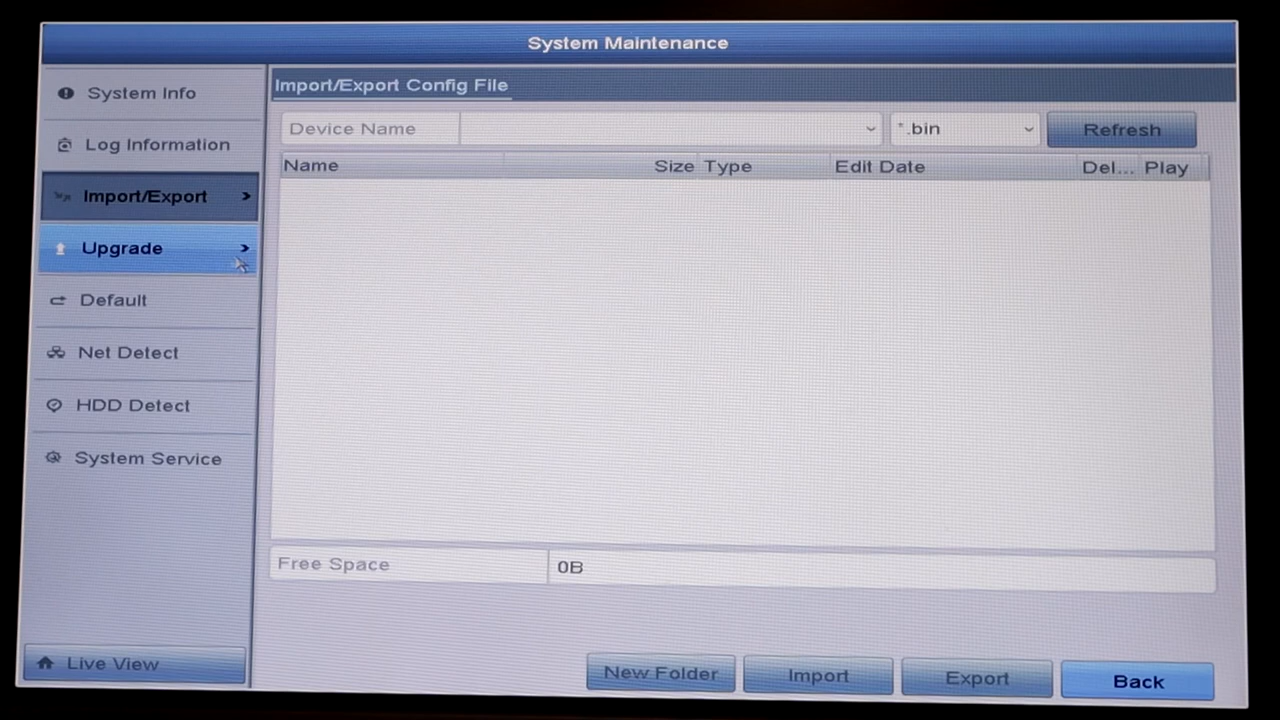 System Maintenance
System Info
Log Information
Import/Export
Upgrade
Default
Net Detect
HDD Detect
System Service
Live View
Import/Export Config File
Device Name
*.bin
Refresh
Name Size Type Edit Date Del... Play
Free Space 0B
New Folder Import Export Back